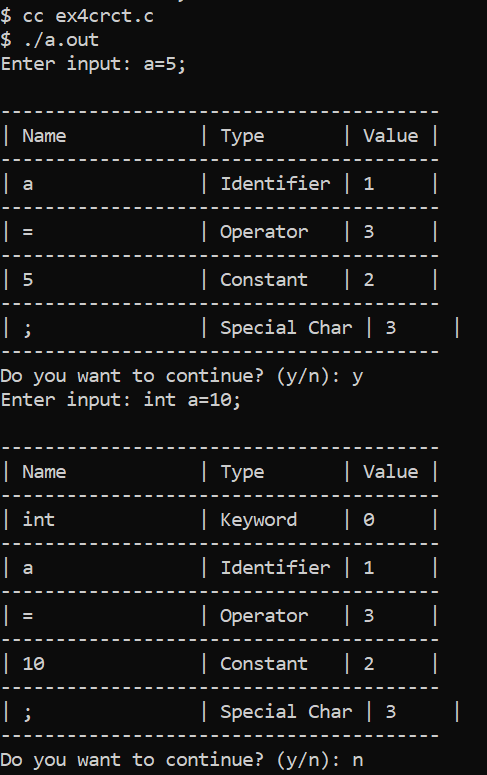 $ cc ex4crct.c
$ ./a.out
Enter input: a=5;
----------------------------------------
| Name            | Type      | Value |
----------------------------------------
| a               | Identifier | 1     |
----------------------------------------
| =               | Operator   | 3     |
----------------------------------------
| 5               | Constant   | 2     |
----------------------------------------
| ;               | Special Char | 3     |
----------------------------------------
Do you want to continue? (y/n): y
Enter input: int a=10;
----------------------------------------
| Name            | Type      | Value |
----------------------------------------
| int             | Keyword    | 0     |
----------------------------------------
| a               | Identifier | 1     |
----------------------------------------
| =               | Operator   | 3     |
----------------------------------------
| 10              | Constant   | 2     |
----------------------------------------
| ;               | Special Char | 3     |
----------------------------------------
Do you want to continue? (y/n): n